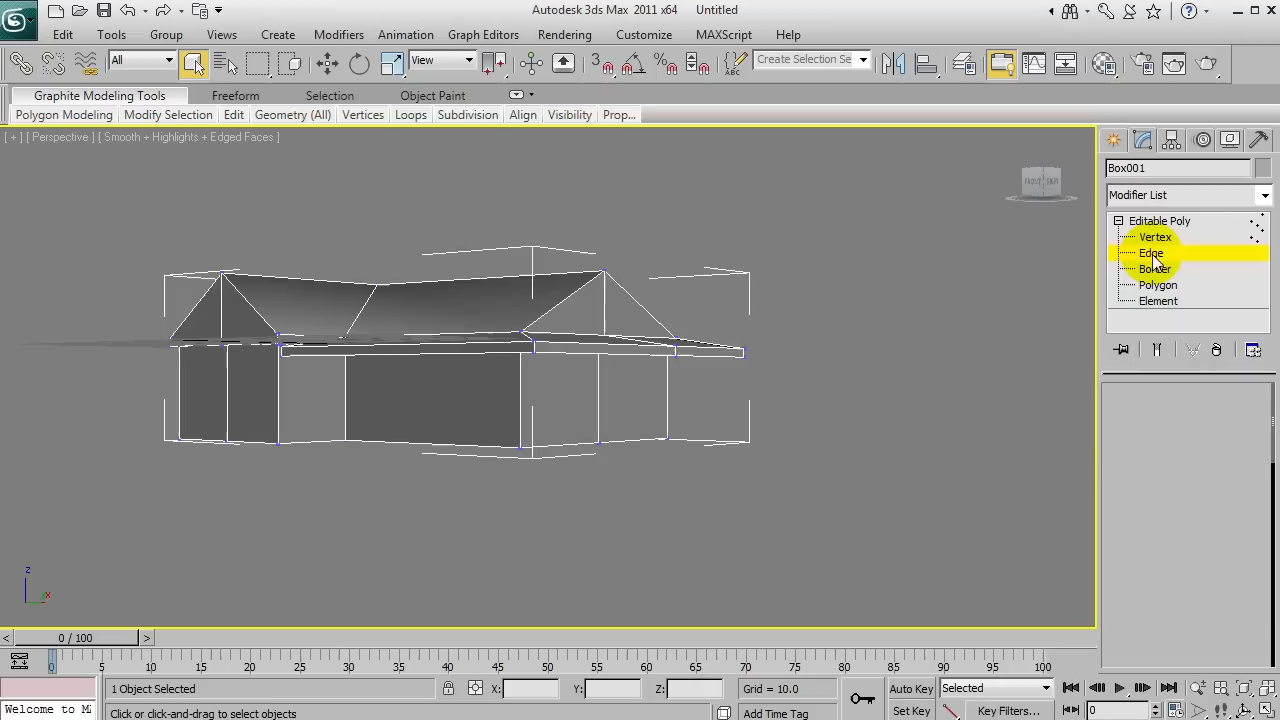 Autodesk 3ds Max 2011 x64 Untitled
Edit Tools Group Views Create Modifiers Animation Graph Editors Rendering Customize MAXScript Help
All View Create Selection Se
Graphite Modeling Tools Freeform Selection Object Paint
Polygon Modeling Modify Selection Edit Geometry (All) Vertices Loops Subdivision Align Visibility Prop...
[ + ] [ Perspective ] [ Smooth + Highlights + Edged Faces ]
FRONT
Box001
Modifier List
Editable Poly
Vertex
Edge
Border
Polygon
Element
z
x
0 / 100
0 5 10 15 20 25 30 35 40 45 50 55 60 65 70 75 80 85 90 95 100
1 Object Selected X: Y: Z: Grid = 10.0 Auto Key Selected
Welcome to Ma Click or click-and-drag to select objects Add Time Tag Set Key Key Filters... 0